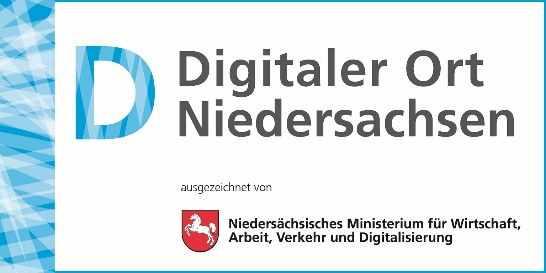 D Digitaler Ort
Niedersachsen
ausgezeichnet von
Niedersächsisches Ministerium für Wirtschaft,
Arbeit, Verkehr und Digitalisierung